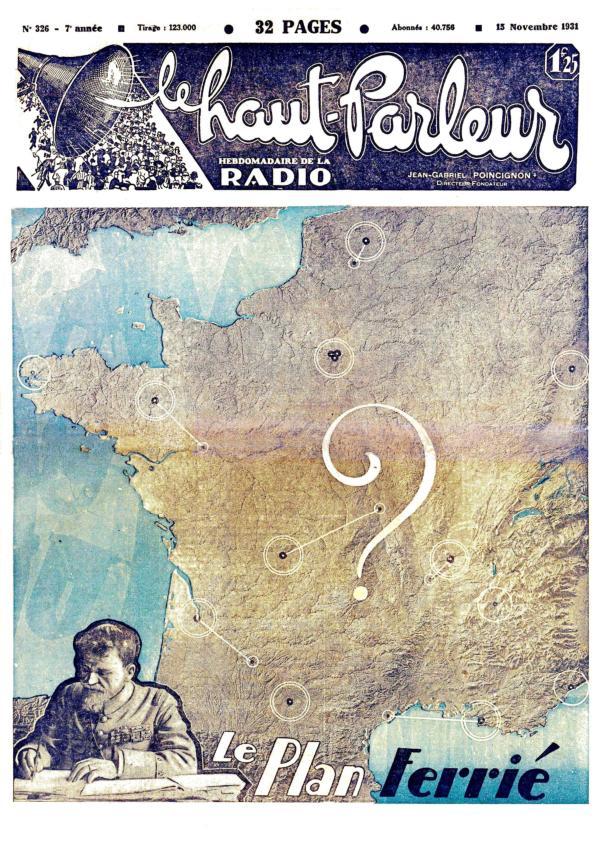 N° 326 - 7e année ■ Tirage : 123.000 ● 32 PAGES ● Abonnés : 40.756 ■ 15 Novembre 1931
le haut-Parleur
1F25
HEBDOMADAIRE DE LA
RADIO
JEAN-GABRIEL POINCIGNON
DIRECTEUR-FONDATEUR
?
Le Plan Ferrié